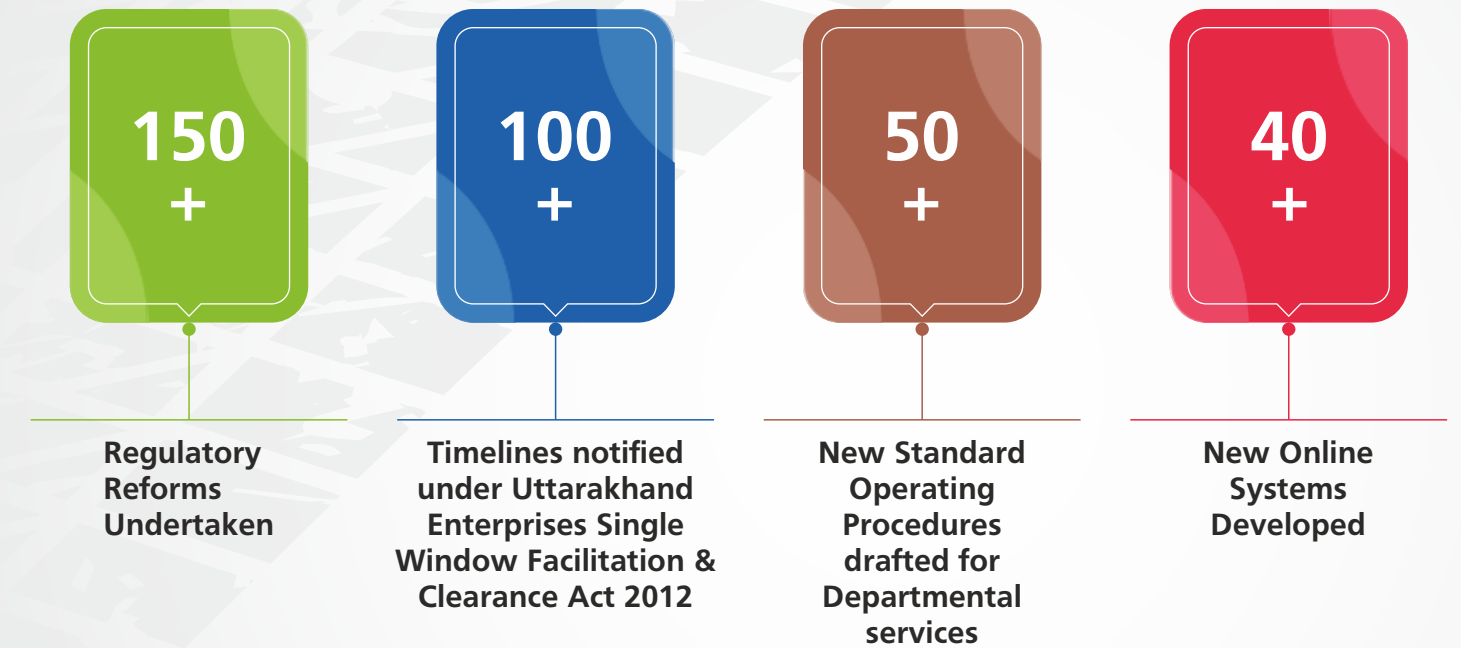 150
+
Regulatory
Reforms
Undertaken
100
+
Timelines notified
under Uttarakhand
Enterprises Single
Window Facilitation &
Clearance Act 2012
50
+
New Standard
Operating
Procedures
drafted for
Departmental
services
40
+
New Online
Systems
Developed